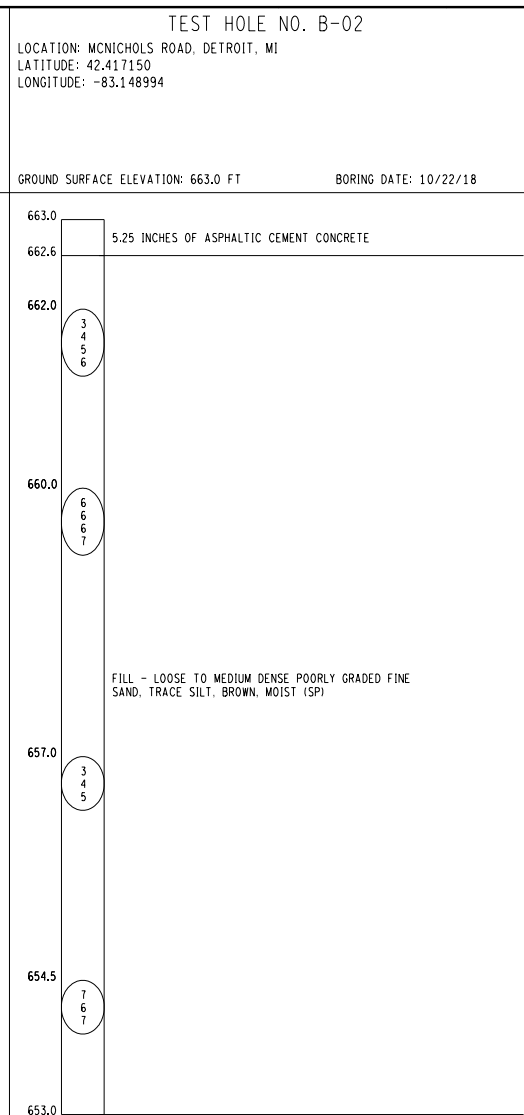 TEST HOLE NO. B-02
LOCATION: MCNICHOLS ROAD, DETROIT, MI
LATITUDE: 42.417150
LONGITUDE: -83.148994
GROUND SURFACE ELEVATION: 663.0 FT BORING DATE: 10/22/18
663.0
5.25 INCHES OF ASPHALTIC CEMENT CONCRETE
662.6
662.0
3
4
5
6
660.0
6
6
6
7
FILL - LOOSE TO MEDIUM DENSE POORLY GRADED FINE
SAND, TRACE SILT, BROWN, MOIST (SP)
657.0
3
4
5
654.5
7
6
7
653.0